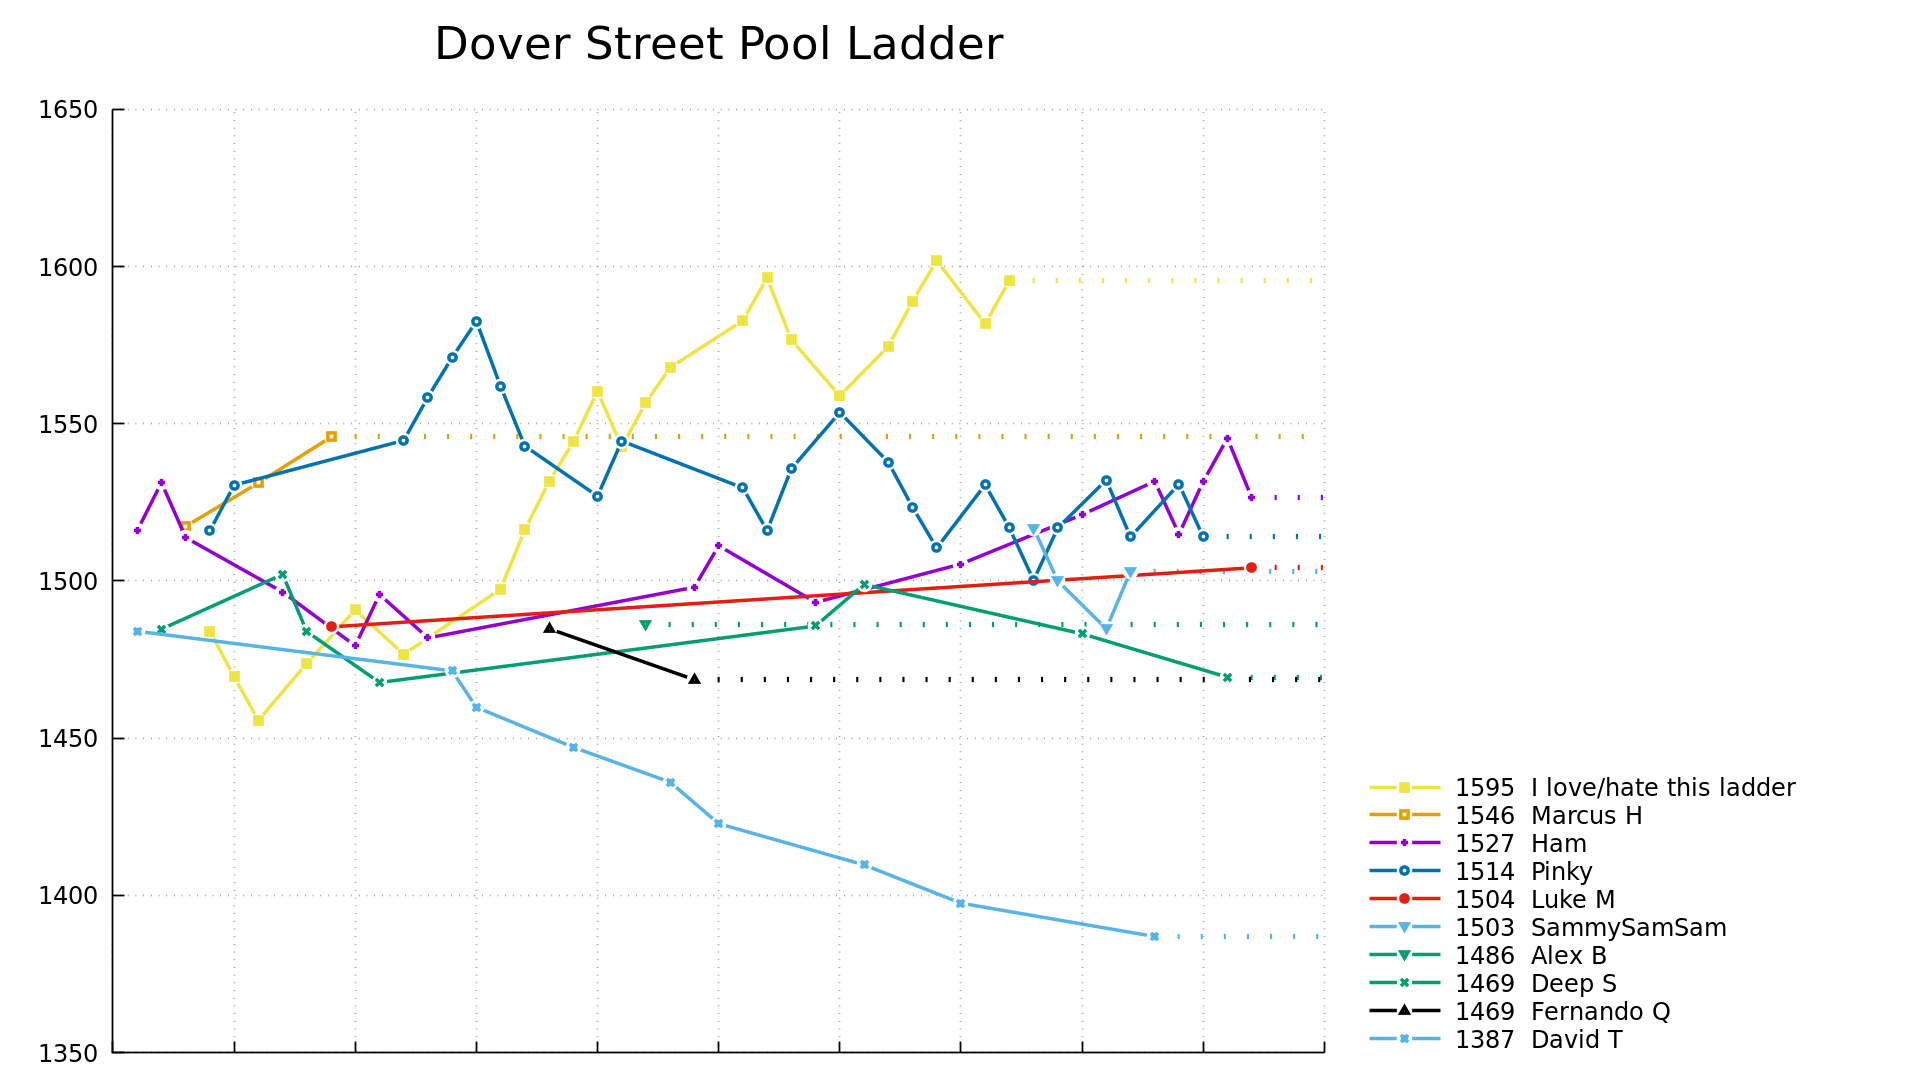 Dover Street Pool Ladder
1650
1600
1550
1500
1450
1400
1350
1595 I love/hate this ladder
1546 Marcus H
1527 Ham
1514 Pinky
1504 Luke M
1503 SammySamSam
1486 Alex B
1469 Deep S
1469 Fernando Q
1387 David T